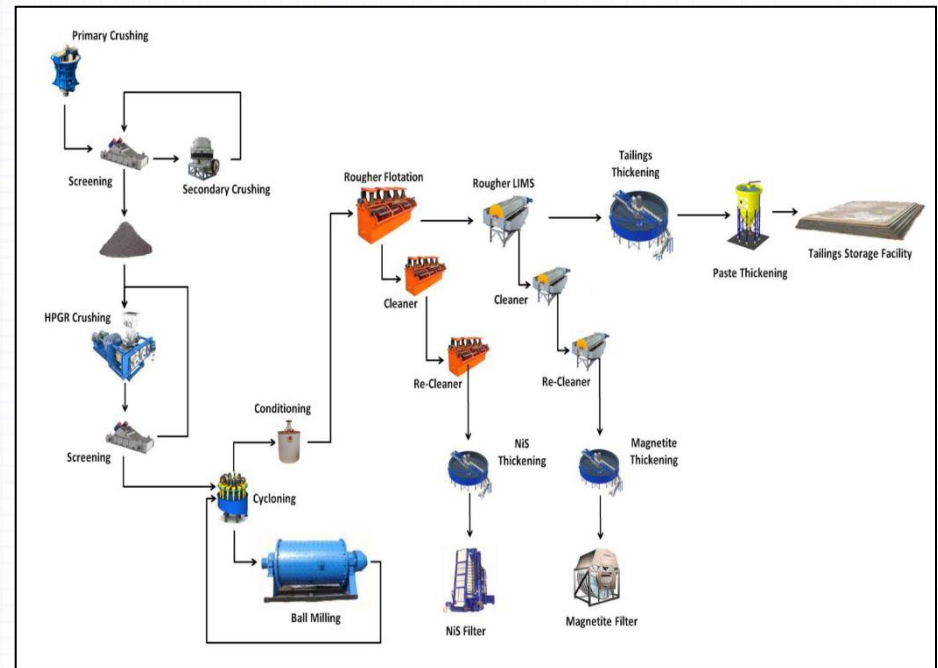 Primary Crushing
Screening
Secondary Crushing
HPGR Crushing
Screening
Conditioning
Cycloning
Ball Milling
Rougher Flotation
Cleaner
Re-Cleaner
NiS
Thickening
NiS Filter
Rougher LIMS
Cleaner
Re-Cleaner
Magnetite
Thickening
Magnetite Filter
Tailings
Thickening
Paste Thickening
Tailings Storage Facility